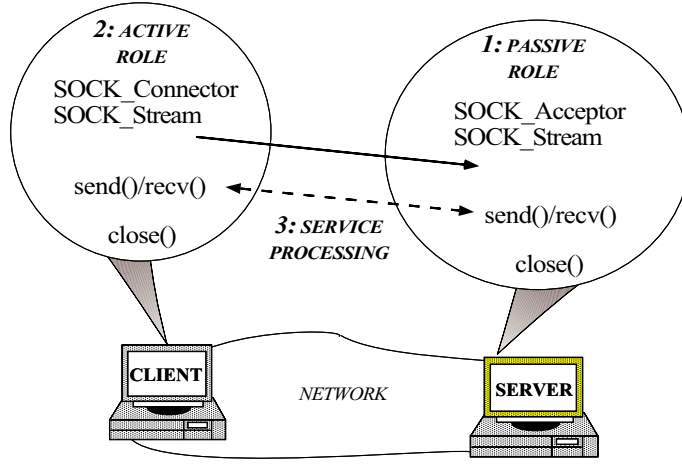 2: ACTIVE
ROLE
SOCK_Connector
SOCK_Stream
send()/recv()
close()
1: PASSIVE
ROLE
SOCK_Acceptor
SOCK_Stream
send()/recv()
close()
3: SERVICE
PROCESSING
CLIENT
NETWORK
SERVER